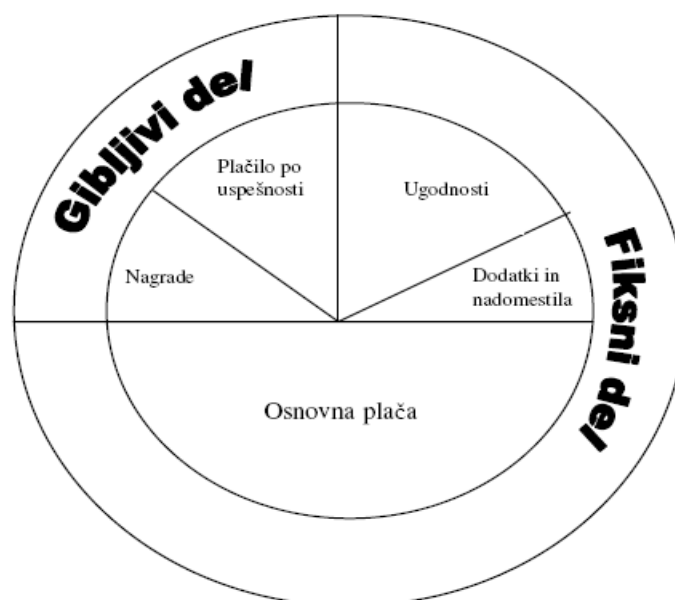 Gibljivi del
Plačilo po
uspešnosti
Ugodnosti
Nagrade
Dodatki in
nadomestila
Fiksni del
Osnovna plača